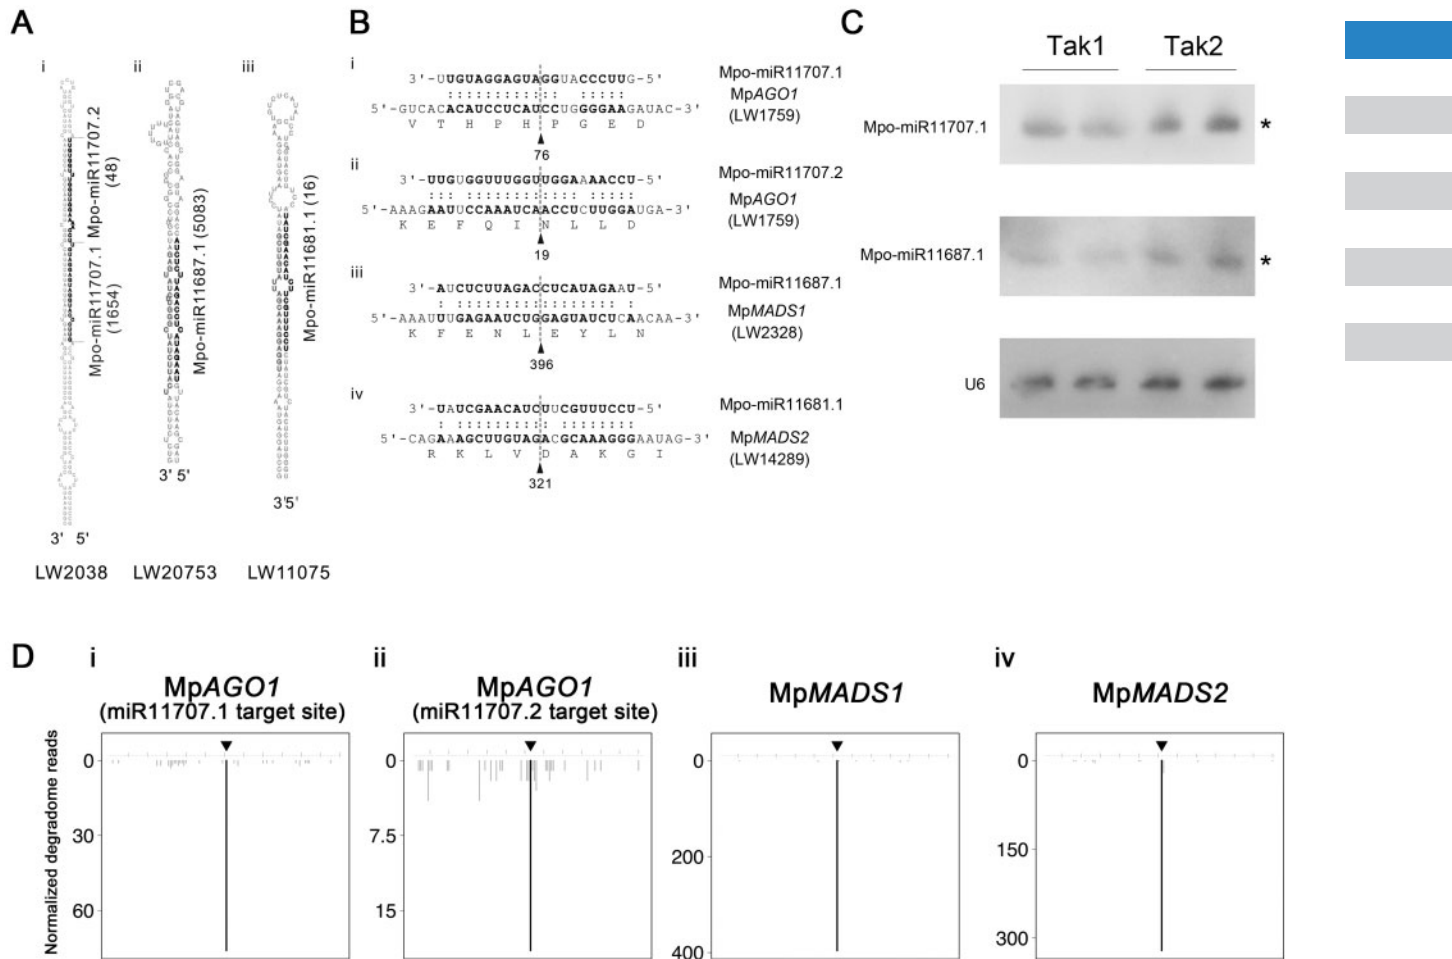 A
i
ii
iii
Mpo-miR11707.1
(1654)
Mpo-miR11707.2
(48)
Mpo-miR11687.1 (5083)
Mpo-miR11681.1 (16)
3' 5'
3' 5'
3'5'
LW2038
LW20753
LW11075
B
i
3'-UUGUAGGAGUAGGUACCCUUG-5'
5'-GUCACACAUCCUCAUCCUGGGGAAGAUAC-3'
V T H P H P G E D
76
Mpo-miR11707.1
MpAGO1
(LW1759)
ii
3'-UUGUGGUUUGGUUGGAAAACCU-5'
5'-AAAGAAUUCCAAAUCAACCUCUUGGAUGA-3'
K E F Q I N L L D
19
Mpo-miR11707.2
MpAGO1
(LW1759)
iii
3'-AUCUCUUAGACCUCAUAGAAU-5'
5'-AAAUUUGAGAAUCUGGAGUAUCUCAACAA-3'
K F E N L E Y L N
396
Mpo-miR11687.1
MpMADS1
(LW2328)
iv
3'-UAUCGAACAUCUUCGUUUCCU-5'
5'-CAGAAAGCUUGUAGACGCAAAGGGAAUAG-3'
R K L V D A K G I
321
Mpo-miR11681.1
MpMADS2
(LW14289)
C
Tak1 Tak2
Mpo-miR11707.1 *
Mpo-miR11687.1 *
U6
D
i
MpAGO1
(miR11707.1 target site)
Normalized degradome reads
0
30
60
ii
MpAGO1
(miR11707.2 target site)
0
7.5
15
iii
MpMADS1
0
200
400
iv
MpMADS2
0
150
300